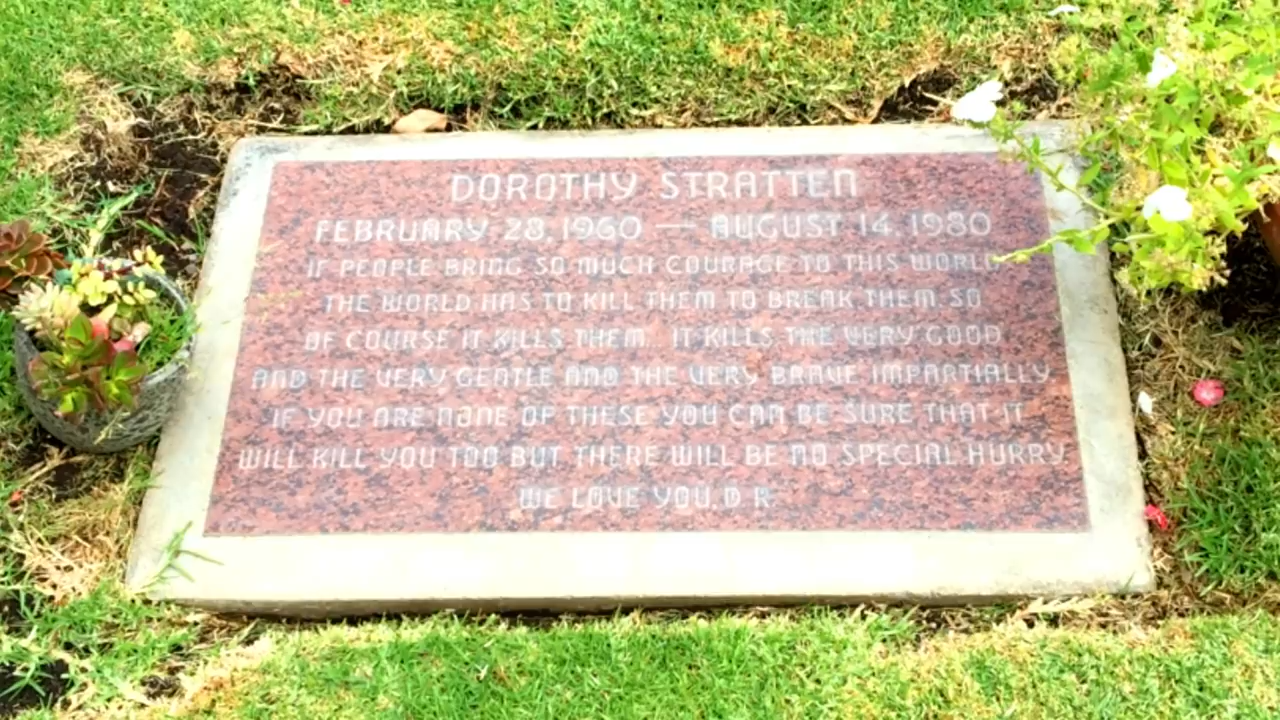 DOROTHY STRATTEN
FEBRUARY 28, 1960 — AUGUST 14, 1980
IF PEOPLE BRING SO MUCH COURAGE TO THIS WORLD
THE WORLD HAS TO KILL THEM TO BREAK THEM, SO
OF COURSE IT KILLS THEM. IT KILLS THE VERY GOOD
AND THE VERY GENTLE AND THE VERY BRAVE IMPARTIALLY.
IF YOU ARE NONE OF THESE YOU CAN BE SURE THAT IT
WILL KILL YOU TOO BUT THERE WILL BE NO SPECIAL HURRY
WE LOVE YOU, D R